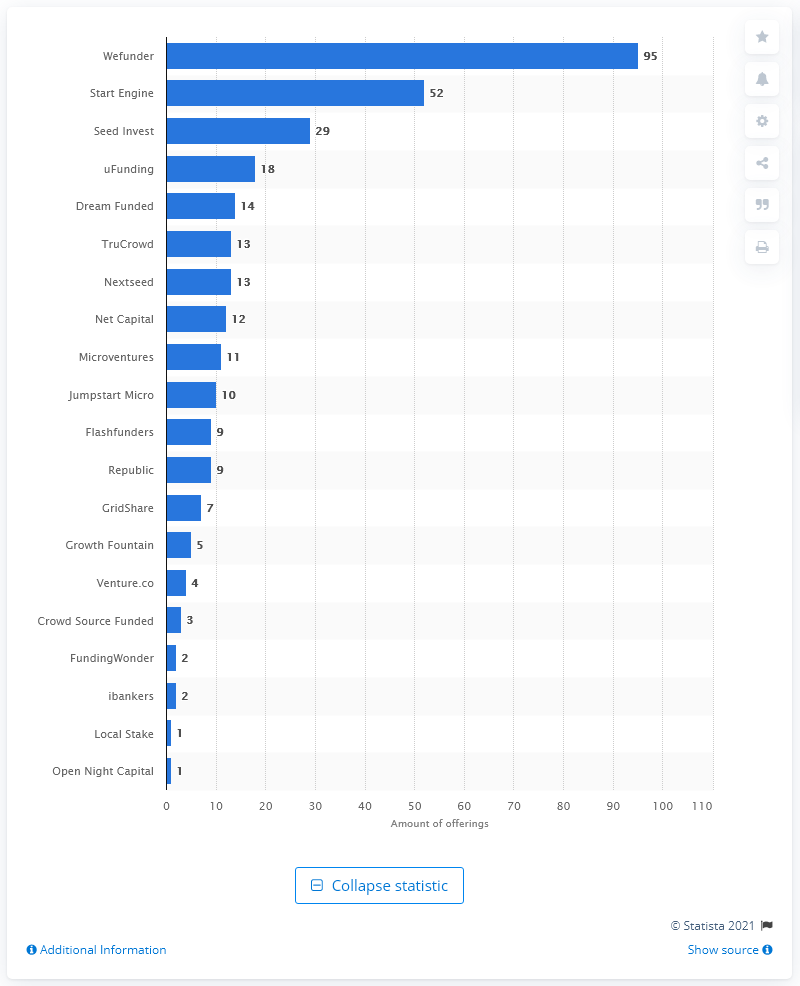 Wefunder 95
Start Engine 52
Seed Invest 29
uFunding 18
Dream Funded 14
TruCrowd 13
Nextseed 13
Net Capital 12
Microventures 11
Jumpstart Micro 10
Flashfunders 9
Republic 9
GridShare 7
Growth Fountain 5
Venture.co 4
Crowd Source Funded 3
FundingWonder 2
ibankers 2
Local Stake 1
Open Night Capital 1
0 10 20 30 40 50 60 70 80 90 100 110
Amount of offerings
Collapse statistic
© Statista 2021
Additional Information Show source